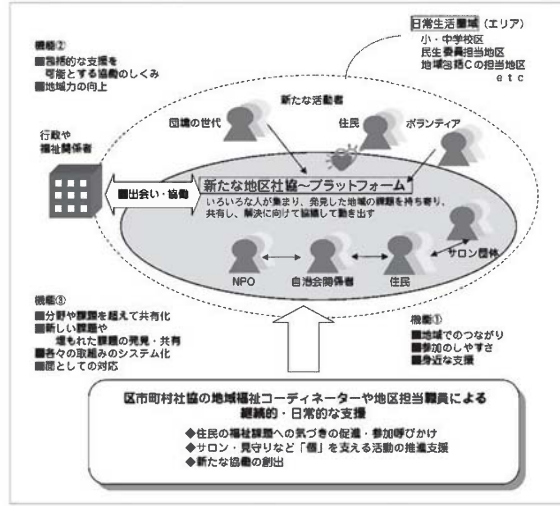 機能②
■包括的な支援を
可能とする協働のしくみ
■地域力の向上
日常生活圏域（エリア）
小・中学校区
民生委員担当地区
地域包括Cの担当地区
etc
新たな活動者
団塊の世代
住民
ボランティア
行政や
福祉関係者
■出会い・協働
新たな地区社協～プラットフォーム
いろいろな人が集まり、発見した地域の課題を持ち寄り、
共有し、解決に向けて協議して動き出す
サロン団体
NPO
自治会関係者
住民
機能③
■分野や課題を超えて共有化
■新しい課題や
埋もれた課題の発見・共有
■各々の取組みのシステム化
■面としての対応
機能①
■地域でのつながり
■参加のしやすさ
■身近な支援
区市町村社協の地域福祉コーディネーターや地区担当職員による
継続的・日常的な支援
◆住民の福祉課題への気づきの促進・参加呼びかけ
◆サロン・見守りなど「個」を支える活動の推進支援
◆新たな協働の創出